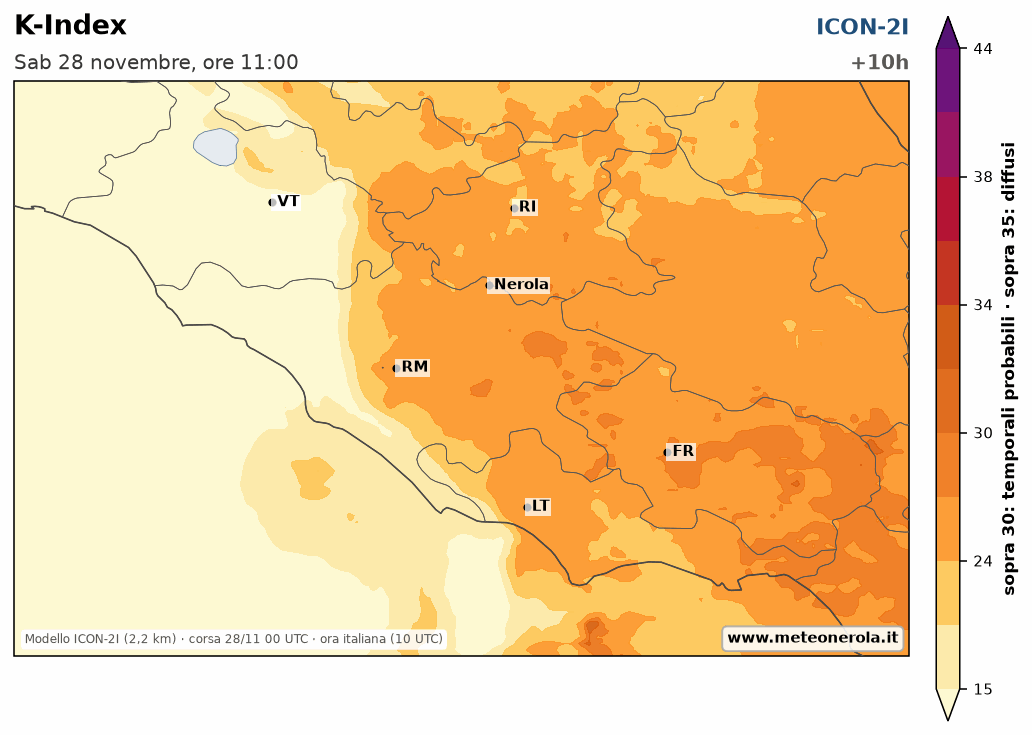 K-Index
ICON-2I
Sab 28 novembre, ore 11:00
+10h
VT
RI
Nerola
RM
FR
LT
Modello ICON-2I (2,2 km) · corsa 28/11 00 UTC · ora italiana (10 UTC)
www.meteonerola.it
44
38
34
30
24
15
sopra 30: temporali probabili · sopra 35: diffusi